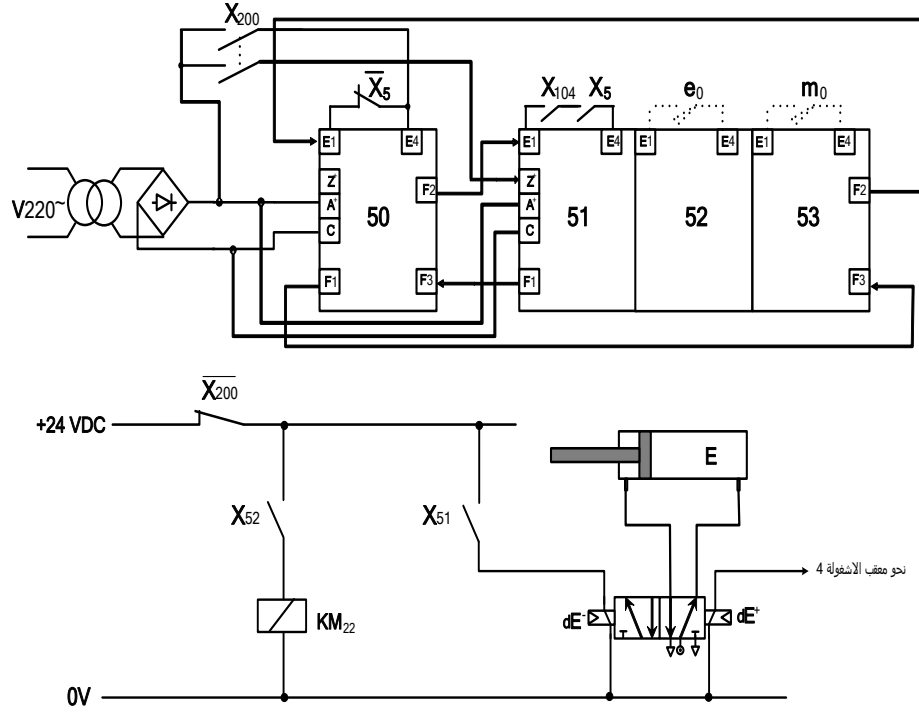 X200
X̅5
X104 X5 e0 m0
E1 E4 E1 E4 E1 E4 E1 E4
Z F2 Z F2
V220~ A+ 50 A+ 51 52 53
C C
F1 F3 F1 F3
X̅200
+24 VDC
E
X52 X51
نحو معقب الاشغولة 4
KM22 dE- dE+
0V